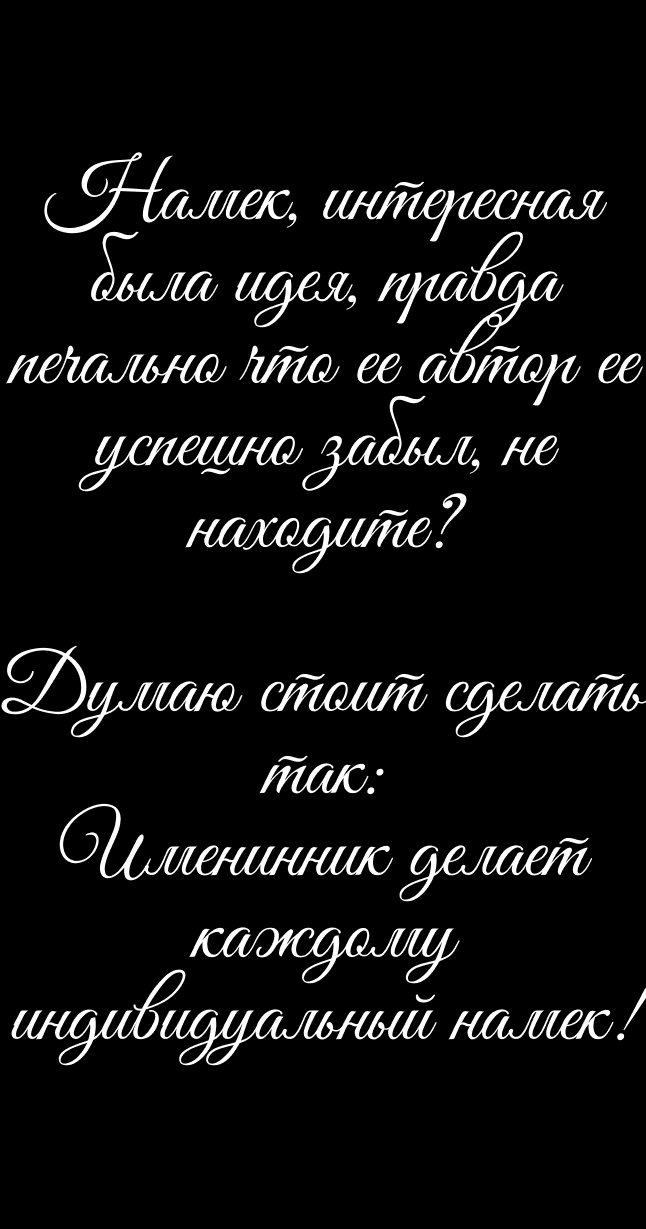 Намек, интересная
была идея, правда
печально что ее автор ее
успешно забыл, не
находите?
Думаю стоит сделать
так:
Именинник делает
каждому
индивидуальный намек!